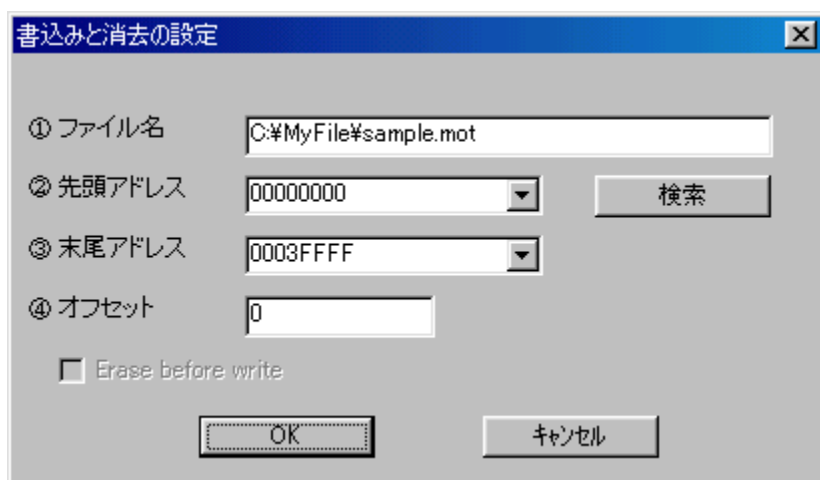 書込みと消去の設定
① ファイル名 C:¥MyFile¥sample.mot
② 先頭アドレス 00000000 検索
③ 末尾アドレス 0003FFFF
④ オフセット 0
Erase before write
OK キャンセル